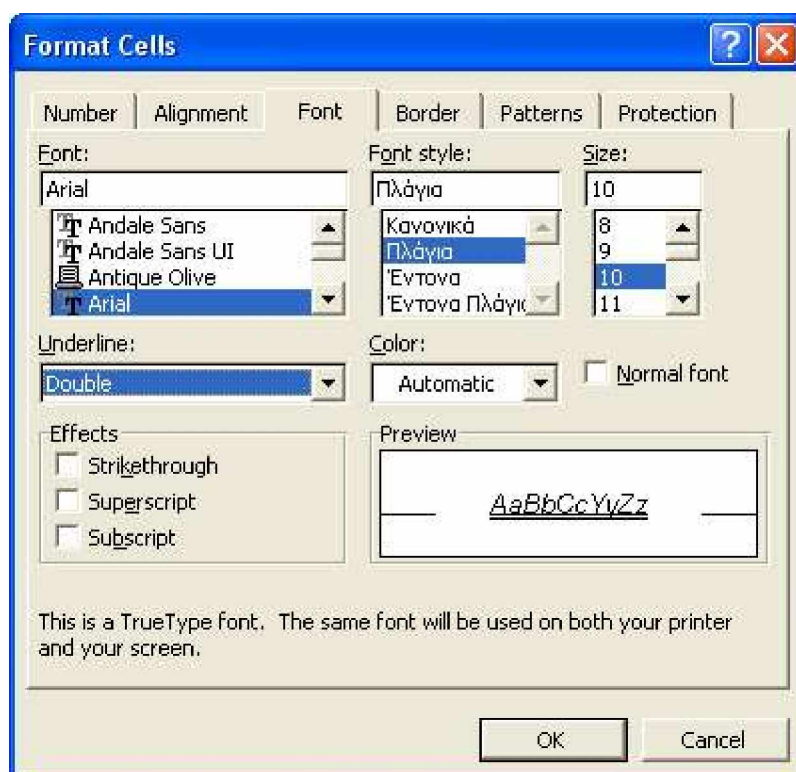 Format Cells
Number Alignment Font Border Patterns Protection
Font: Font style: Size:
Arial Πλάγια 10
Andale Sans Κανονικά 8
Andale Sans UI Πλάγια 9
Antique Olive Έντονα 10
Arial Έντονα Πλάγιο 11
Underline: Color:
Double Automatic Normal font
Effects Preview
Strikethrough
Superscript AaBbCcYyZz
Subscript
This is a TrueType font. The same font will be used on both your printer
and your screen.
OK Cancel